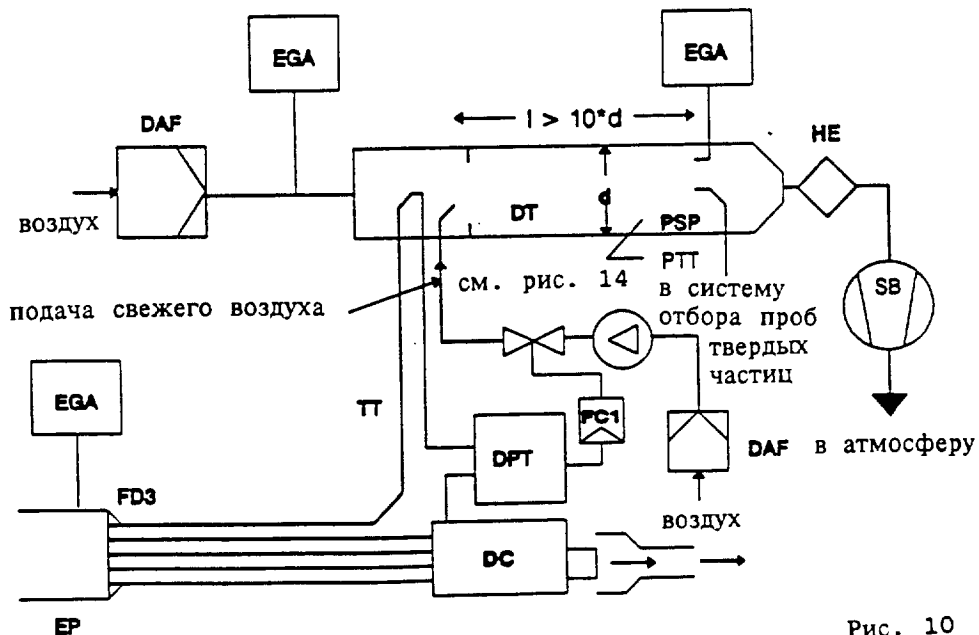 EGA
EGA
DAF
l > 10*d
HE
воздух
DT
d
PSP
PTT
см. рис. 14
в систему
отбора проб
твердых
частиц
SB
подача свежего воздуха
EGA
TT
FC1
DPT
DAF
в атмосферу
FD3
воздух
DC
EP
Рис. 10